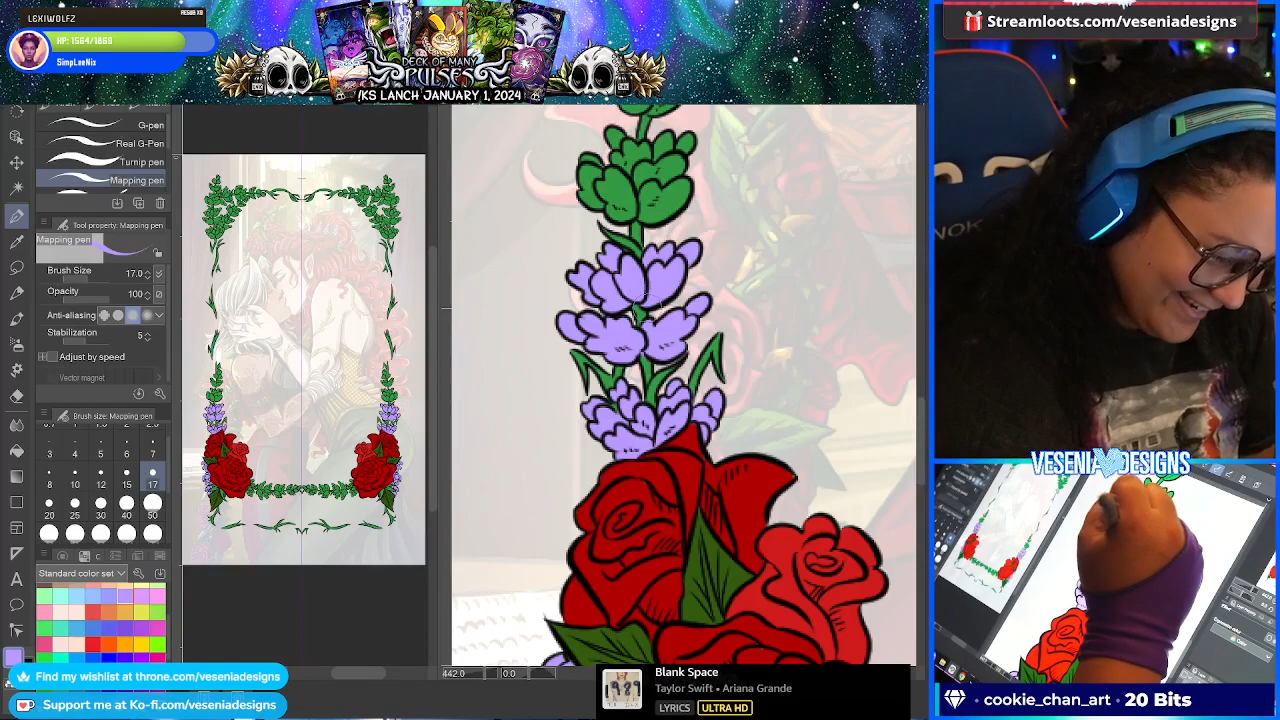 LEXIWOLFZ
HP: 1564/1869
SimpLeeNix
DECK OF MANY
PULSES
!KS LANCH JANUARY 1, 2024
Streamloots.com/veseniadesigns
G-pen
Real G-Pen
Turnip pen
Mapping pen
Tool property: Mapping pen
Mapping pen
Brush Size 17.0
Opacity 100
Anti-aliasing
Stabilization 5
Adjust by speed
Vector magnet
Brush size: Mapping pen
3 4 5 6 7
8 10 12 15 17
20 25 30 40 50
Standard color set
442.0 0.0
Find my wishlist at throne.com/veseniadesigns
Support me at Ko-fi.com/veseniadesigns
Blank Space
Taylor Swift • Ariana Grande
LYRICS ULTRA HD
VESENIA DESIGNS
cookie_chan_art • 20 Bits